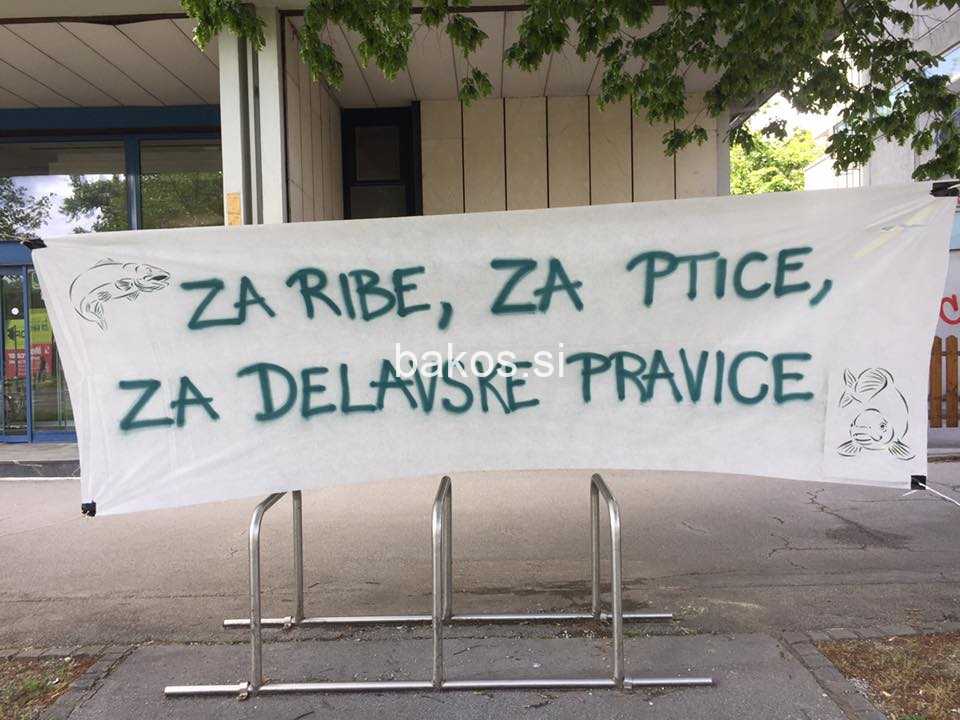 ZA RIBE, ZA PTICE,
bakos.si
ZA DELAVSKE PRAVICE